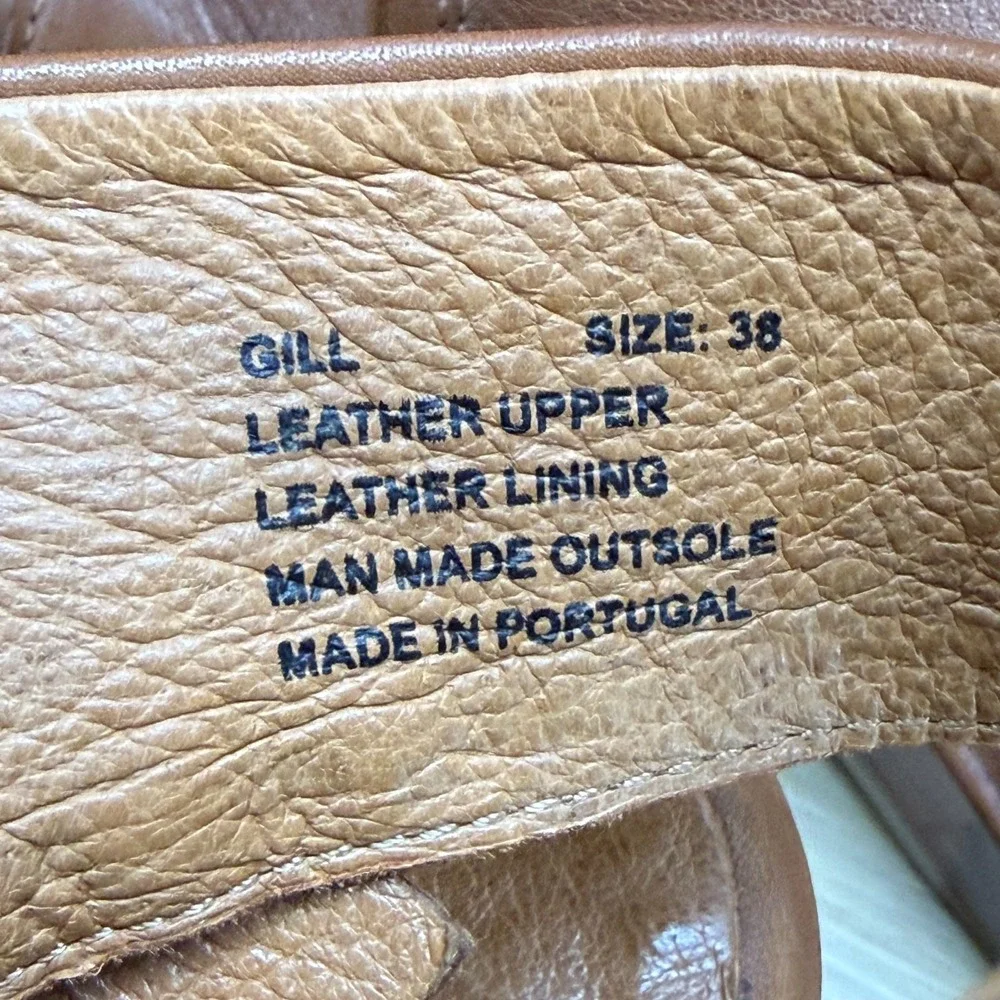 GILL SIZE: 38
LEATHER UPPER
LEATHER LINING
MAN MADE OUTSOLE
MADE IN PORTUGAL